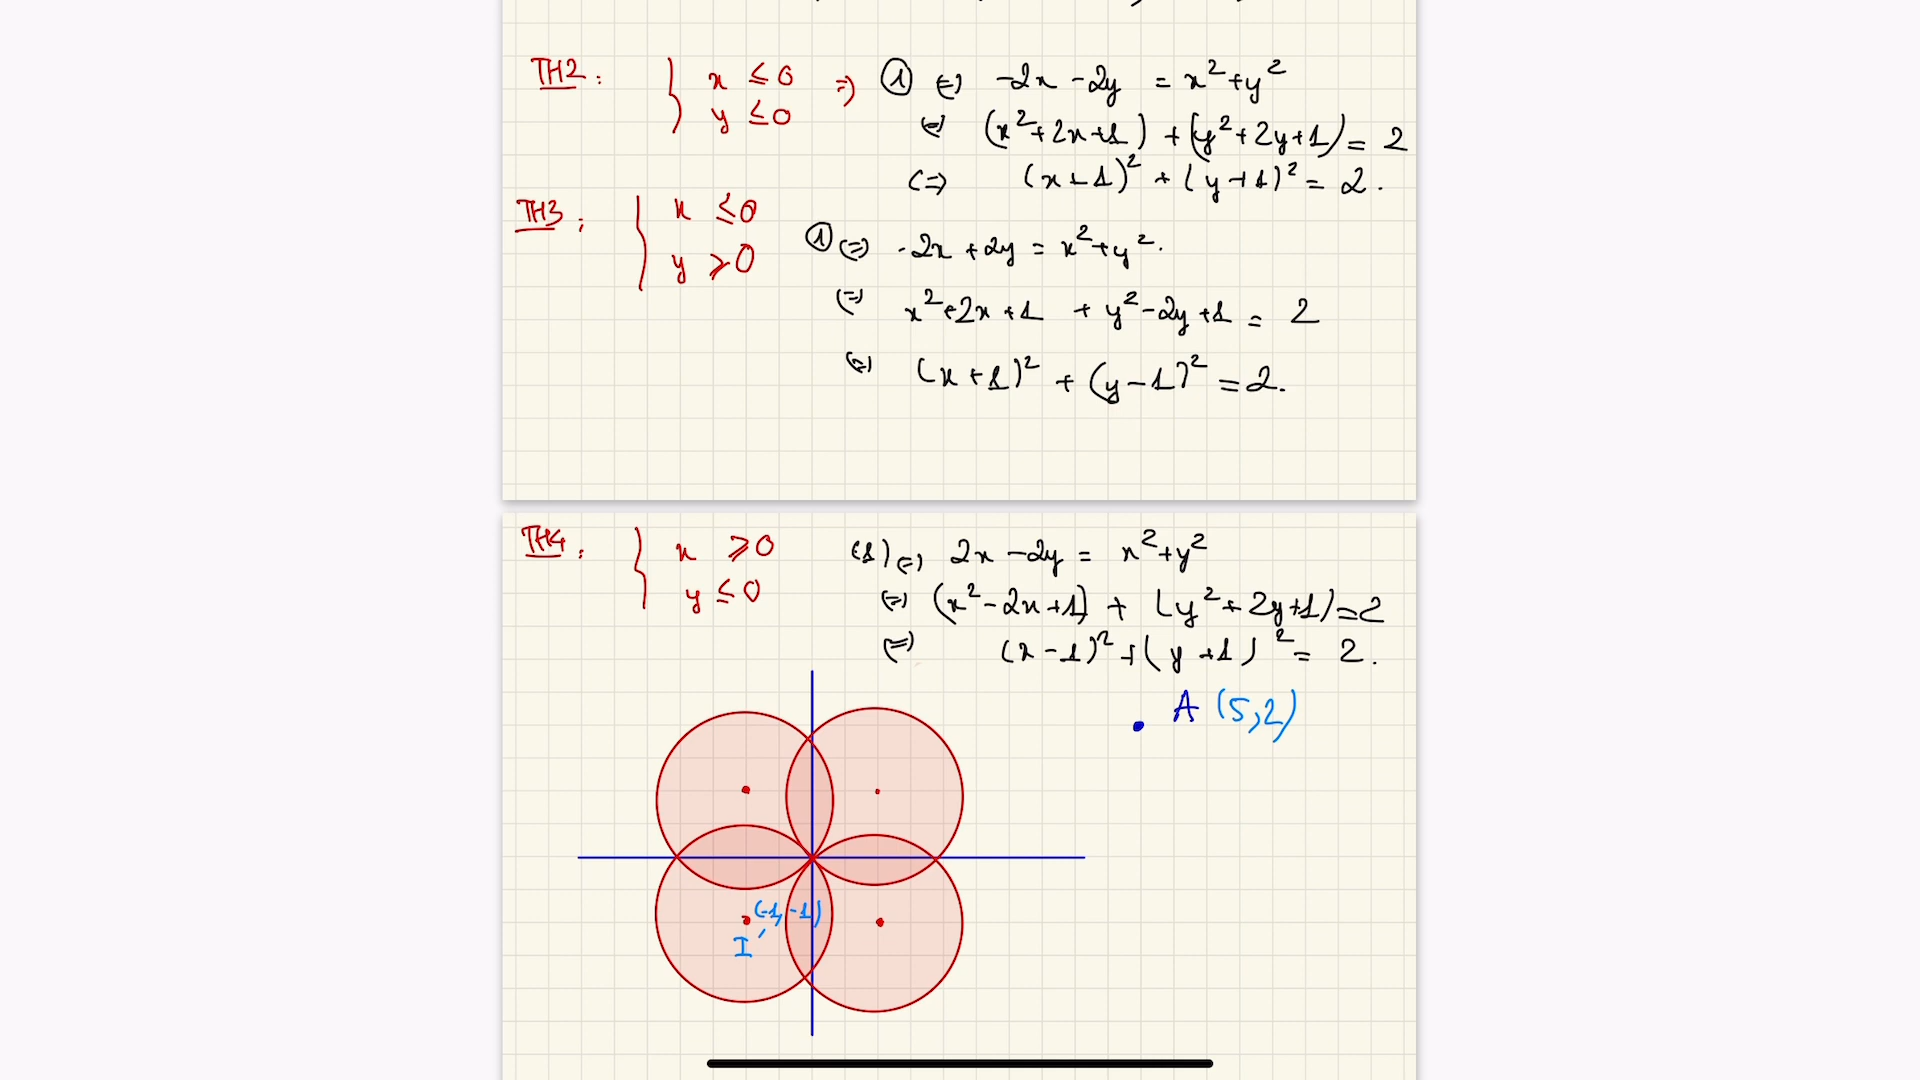 TH2: { x ≤ 0 => ① <=> -2x - 2y = x² + y²
y ≤ 0
<=> (x² + 2x + 1) + (y² + 2y + 1) = 2
<=> (x + 1)² + (y + 1)² = 2.
TH3: { x ≤ 0
y ≥ 0
① <=> -2x + 2y = x² + y².
<=> x² + 2x + 1 + y² - 2y + 1 = 2
<=> (x + 1)² + (y - 1)² = 2.
TH4: { x ≥ 0
y ≤ 0
(1) <=> 2x - 2y = x² + y²
<=> (x² - 2x + 1) + (y² + 2y + 1) = 2
<=> (x - 1)² + (y + 1)² = 2.
A (5,2)
(-1,-1)
I'